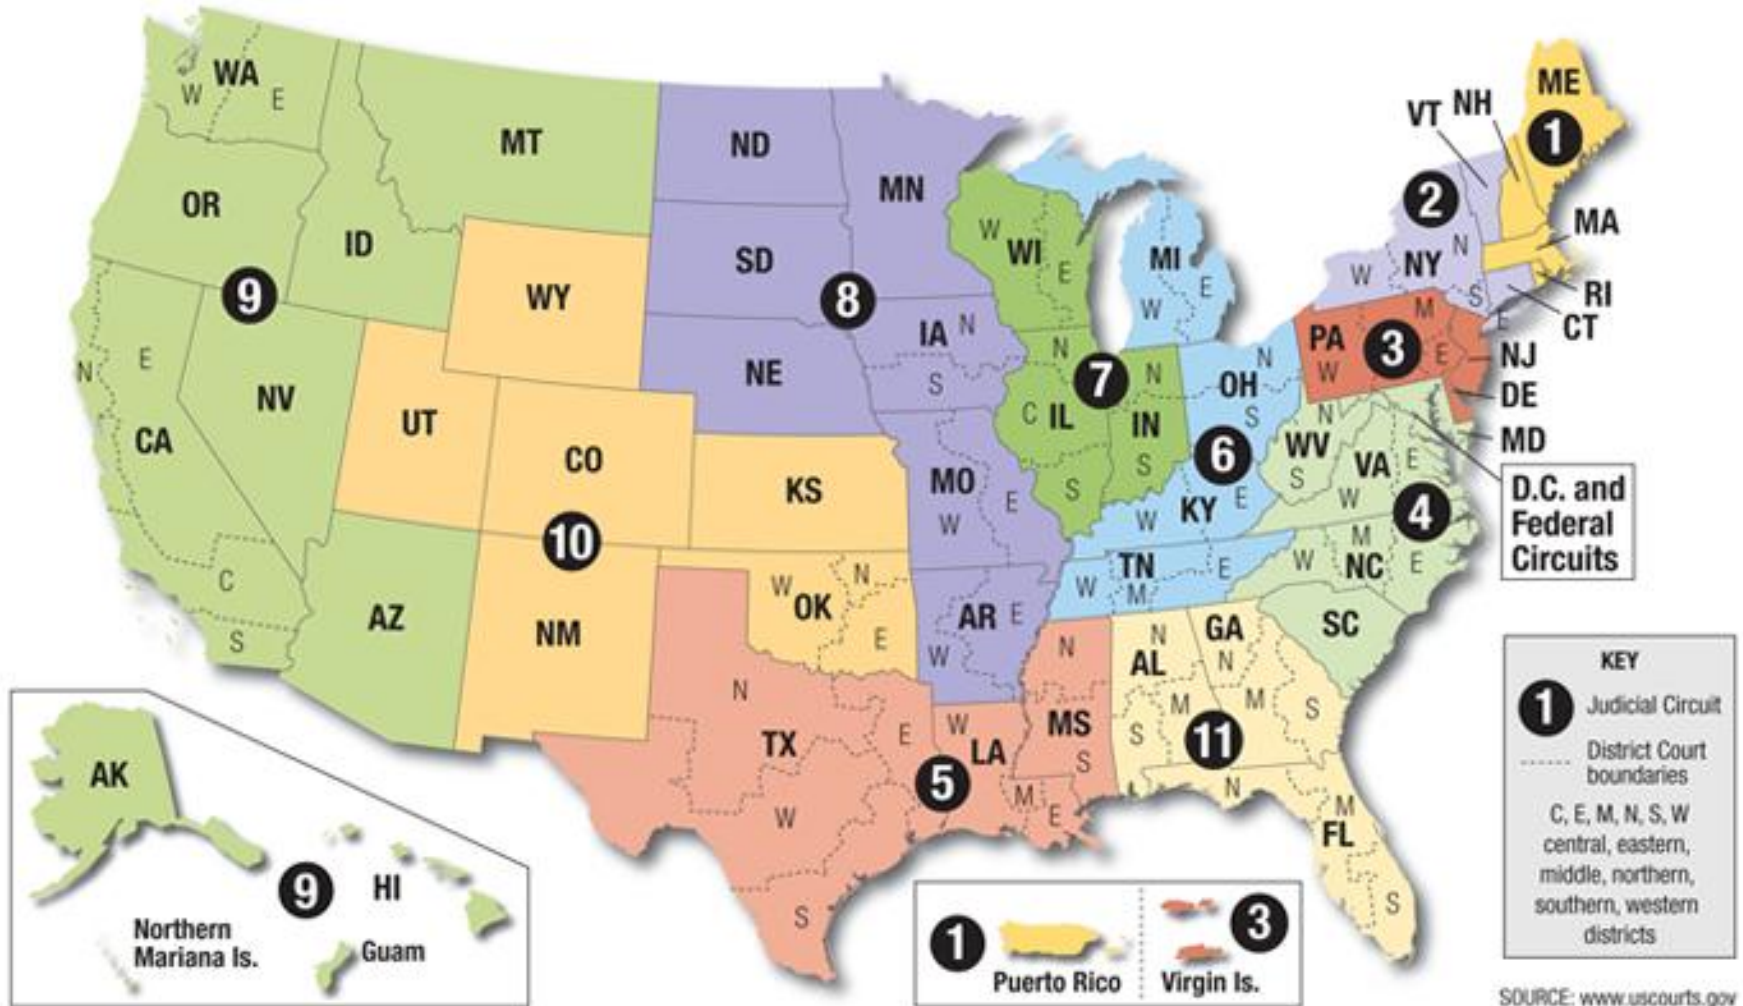 WA
W
E
MT
ND
MN
OR
ID
SD
WY
9
8
IA
N
S
NE
N
E
CA
NV
UT
CO
KS
10
C
S
AZ
NM
W
OK
N
E
MO
E
W
AR
E
W
W
WI
E
N
7
N
C
IL
IN
S
S
MI
E
W
N
OH
S
6
KY
E
W
TN
E
W
M
ME
1
VT
NH
2
MA
N
W
NY
S
RI
CT
E
M
PA
3
E
W
NJ
DE
MD
N
WV
S
VA
E
W
4
D.C. and
Federal
Circuits
M
W
NC
E
SC
N
TX
E
W
S
W
LA
5
M
E
N
MS
S
N
AL
M
S
GA
N
M
S
11
N
M
FL
S
AK
9
HI
Northern
Mariana Is.
Guam
1
Puerto Rico
3
Virgin Is.
KEY
1
Judicial Circuit
District Court
boundaries
C, E, M, N, S, W
central, eastern,
middle, northern,
southern, western
districts
SOURCE: www.uscourts.gov